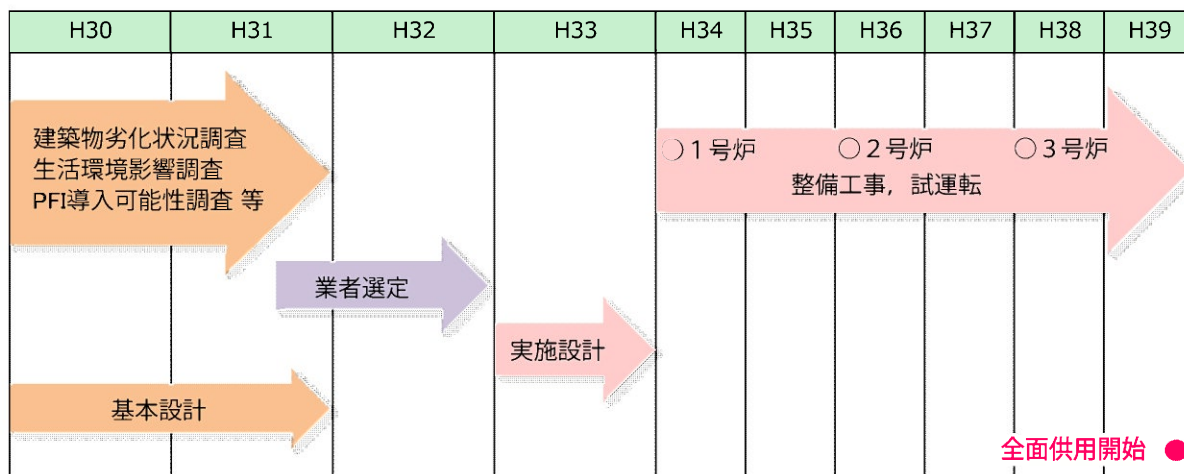 H30 H31 H32 H33 H34 H35 H36 H37 H38 H39
建築物劣化状況調査
生活環境影響調査
PFI導入可能性調査 等
○1号炉 ○2号炉 ○3号炉
整備工事，試運転
業者選定
実施設計
基本設計
全面供用開始 ●